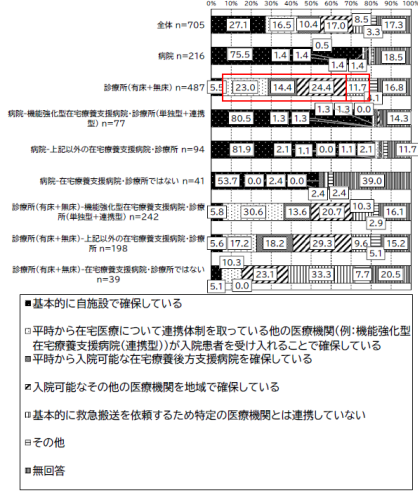 0% 10% 20% 30% 40% 50% 60% 70% 80% 90% 100%
全体 n=705
27.1 16.5 10.4 17.0 8.5 3.3 17.3
病院 n=216
75.5 1.4 1.4 0.5 1.4 1.4 18.5
診療所(有床+無床) n=487
5.5 23.0 14.4 24.4 11.7 4.1 16.8
病院-機能強化型在宅療養支援病院・診療所(単独型+連携
型) n=77
80.5 1.3 1.3 1.3 1.3 0.0 14.3
病院-上記以外の在宅療養支援病院・診療所 n=94
81.9 2.1 1.1 0.0 1.1 2.1 11.7
病院-在宅療養支援病院・診療所ではない n=41
53.7 0.0 2.4 0.0 2.4 2.4 39.0
診療所(有床+無床)-機能強化型在宅療養支援病院・診療
所(単独型+連携型) n=242
5.8 30.6 13.6 20.7 10.3 2.9 16.1
診療所(有床+無床)-上記以外の在宅療養支援病院・診療
所 n=198
5.6 17.2 18.2 29.3 9.6 5.1 15.2
診療所(有床+無床)-在宅療養支援病院・診療所ではない
n=39
5.1 10.3 0.0 23.1 33.3 7.7 20.5
■基本的に自施設で確保している
平時から在宅医療について連携体制を取っている他の医療機関(例:機能強化型
在宅療養支援病院(連携型))が入院患者を受け入れることで確保している
平時から入院可能な在宅療養後方支援病院を確保している
入院可能なその他の医療機関を地域で確保している
基本的に救急搬送を依頼するため特定の医療機関とは連携していない
その他
無回答